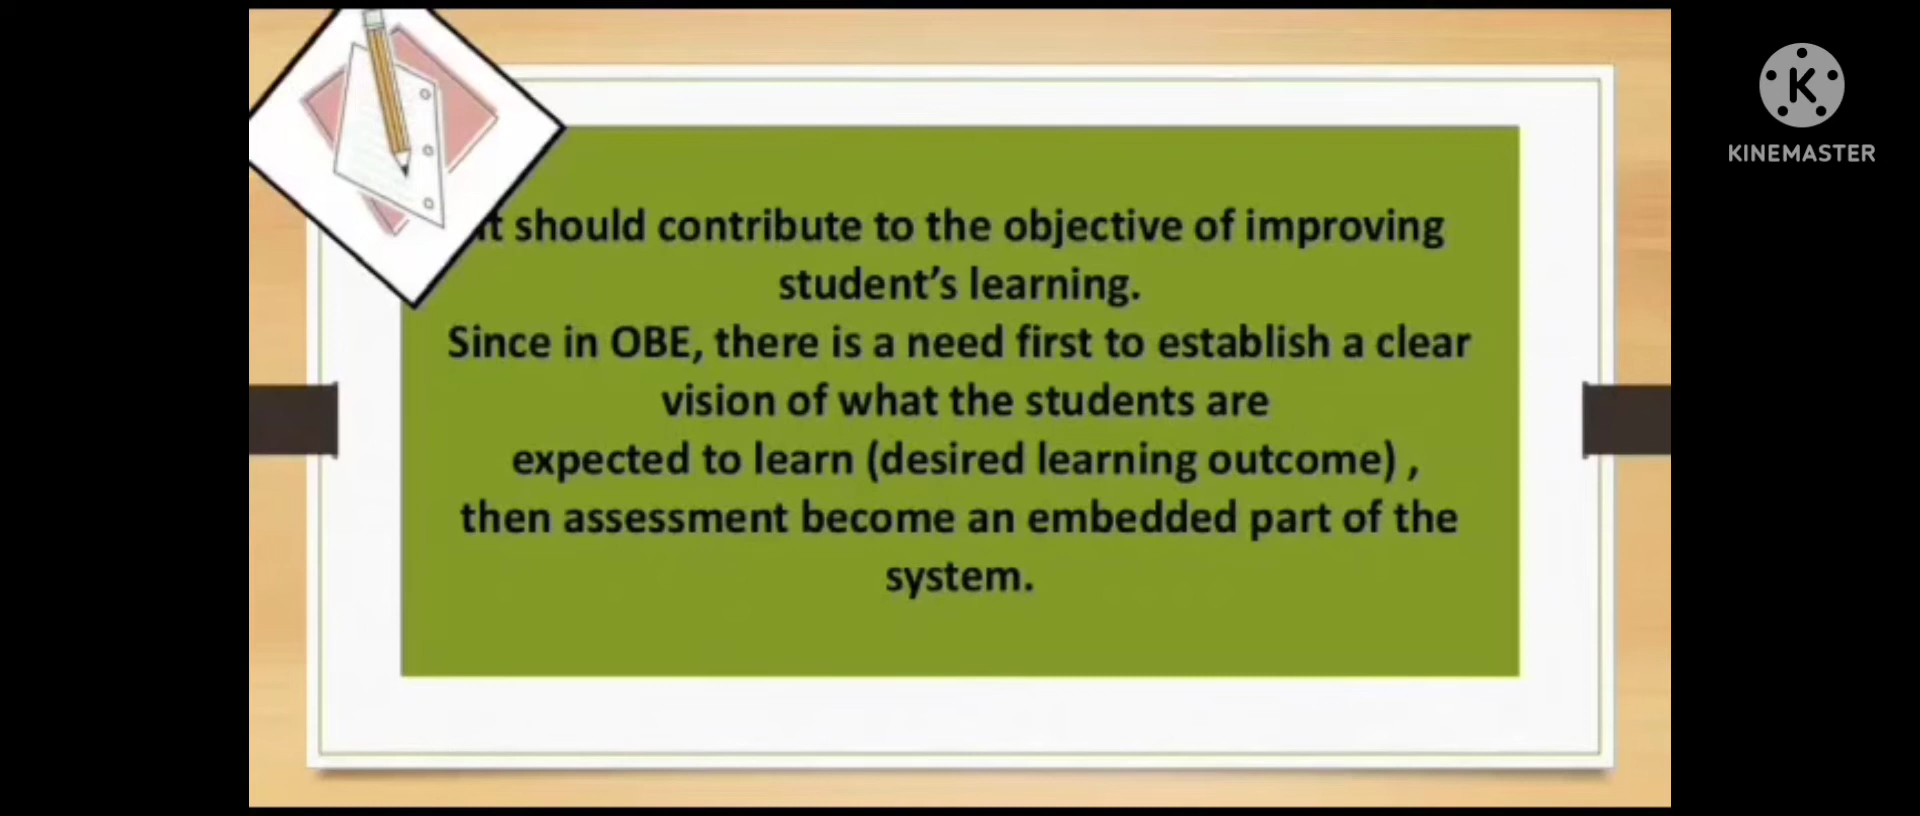 t should contribute to the objective of improving
student’s learning.
Since in OBE, there is a need first to establish a clear
vision of what the students are
expected to learn (desired learning outcome) ,
then assessment become an embedded part of the
system.
K
KINEMASTER